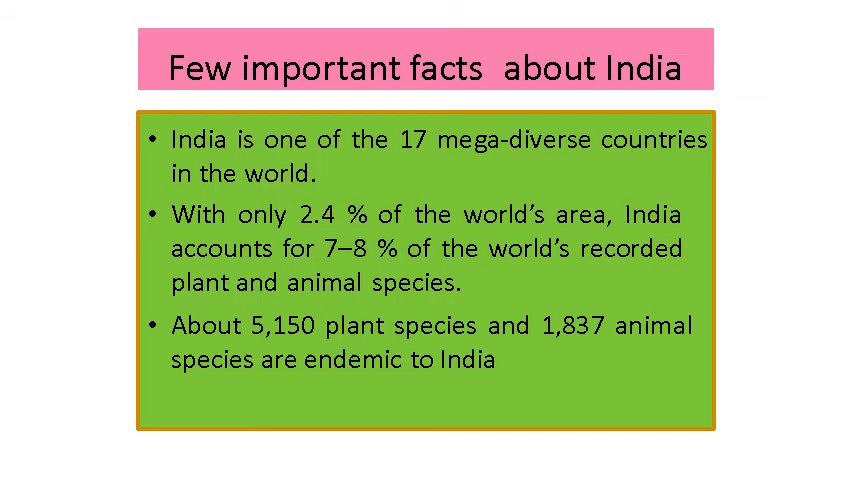 Few important facts about India
• India is one of the 17 mega-diverse countries
in the world.
• With only 2.4 % of the world’s area, India
accounts for 7–8 % of the world’s recorded
plant and animal species.
• About 5,150 plant species and 1,837 animal
species are endemic to India